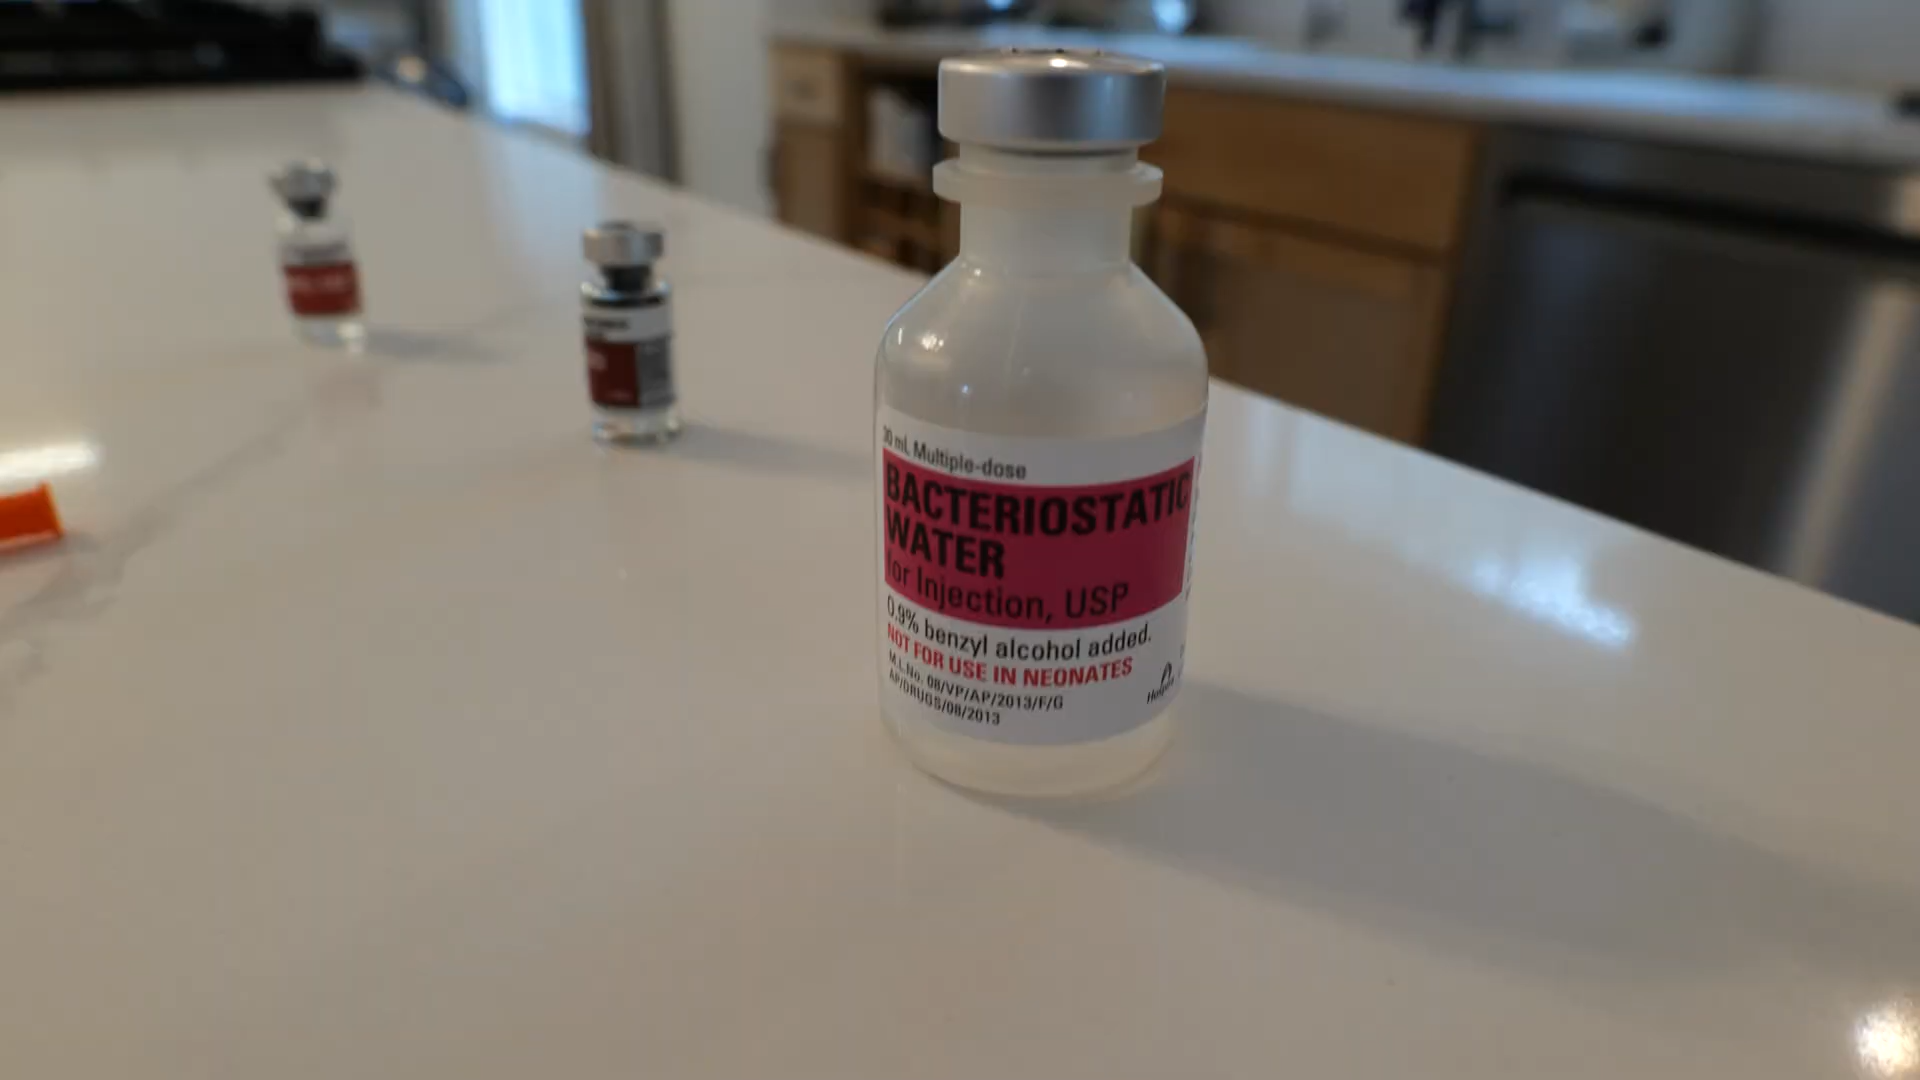 30 mL Multiple-dose
BACTERIOSTATIC
WATER
for Injection, USP
0.9% benzyl alcohol added.
NOT FOR USE IN NEONATES
M.L.No. 08/VP/AP/2013/F/G
AP/DRUGS/08/2013
Hospira